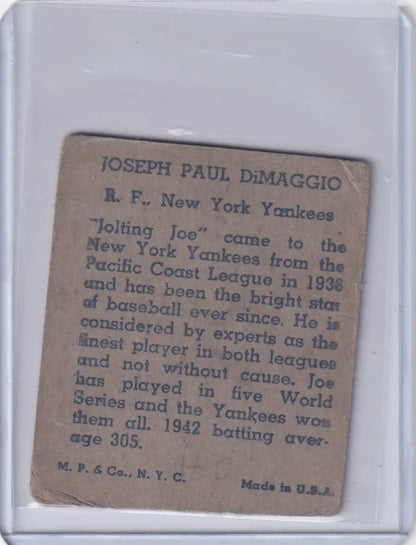 JOSEPH PAUL DiMAGGIO
R. F., New York Yankees
"Jolting Joe" came to the
New York Yankees from the
Pacific Coast League in 1936
and has been the bright star
of baseball ever since. He is
considered by experts as the
finest player in both leagues
and not without cause. Joe
has played in five World
Series and the Yankees won
them all. 1942 batting aver-
age 305.
M. P. & Co., N. Y. C.
Made in U.S.A.